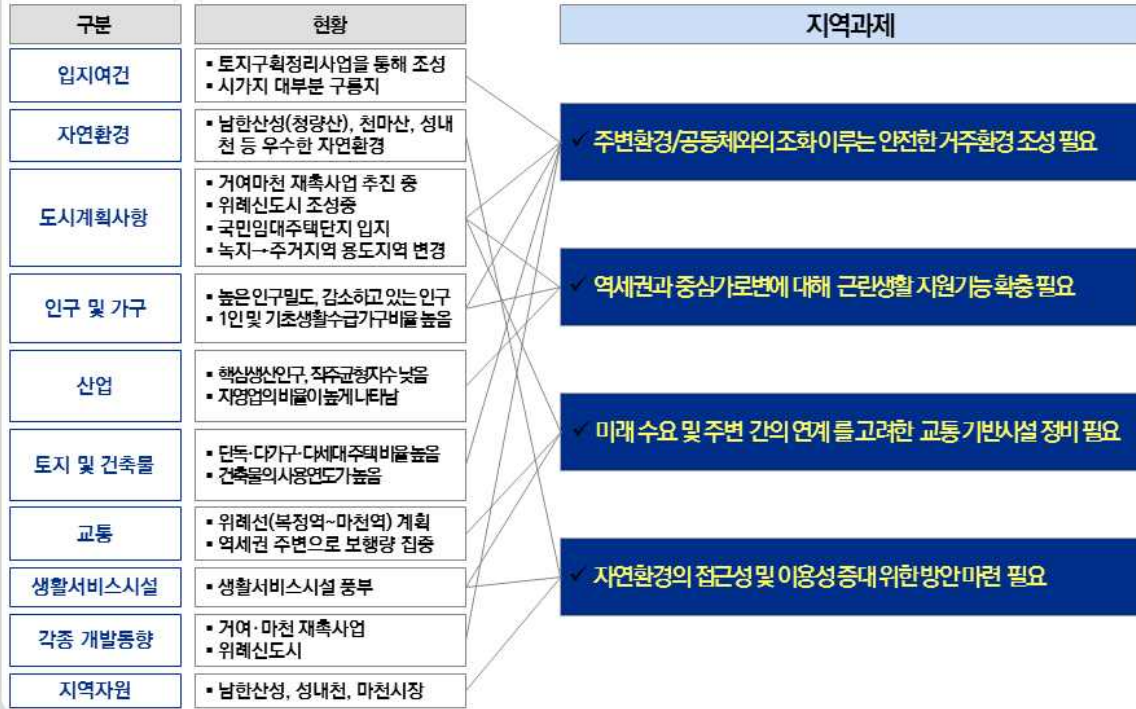 구분
현황
지역과제
입지여건
▪ 토지구획정리사업을 통해 조성
▪ 시가지 대부분 구릉지
자연환경
▪ 남한산성(청량산), 천마산, 성내
천 등 우수한 자연환경
도시계획사항
▪ 거여마천 재촉사업 추진 중
▪ 위례신도시 조성중
▪ 국민임대주택단지 입지
▪ 녹지→주거지역 용도지역 변경
인구 및 가구
▪ 높은 인구밀도, 감소하고 있는 인구
▪ 1인 및 기초생활수급가구비율 높음
산업
▪ 핵심생산인구, 직주균형지수 낮음
▪ 자영업의 비율이 높게 나타남
토지 및 건축물
▪ 단독·다가구·다세대 주택 비율 높음
▪ 건축물의 사용연도가 높음
교통
▪ 위례선(복정역~마천역) 계획
▪ 역세권 주변으로 보행량 집중
생활서비스시설
▪ 생활서비스시설 풍부
각종 개발동향
▪ 거여·마천 재촉사업
▪ 위례신도시
지역자원
▪ 남한산성, 성내천, 마천시장
✓ 주변환경/공동체와의 조화 이루는 안전한 거주환경 조성 필요
✓ 역세권과 중심가로변에 대해 근린생활 지원기능 확충 필요
✓ 미래 수요 및 주변 간의 연계 를 고려한 교통 기반시설 정비 필요
✓ 자연환경의 접근성 및 이용성 증대 위한 방안 마련 필요